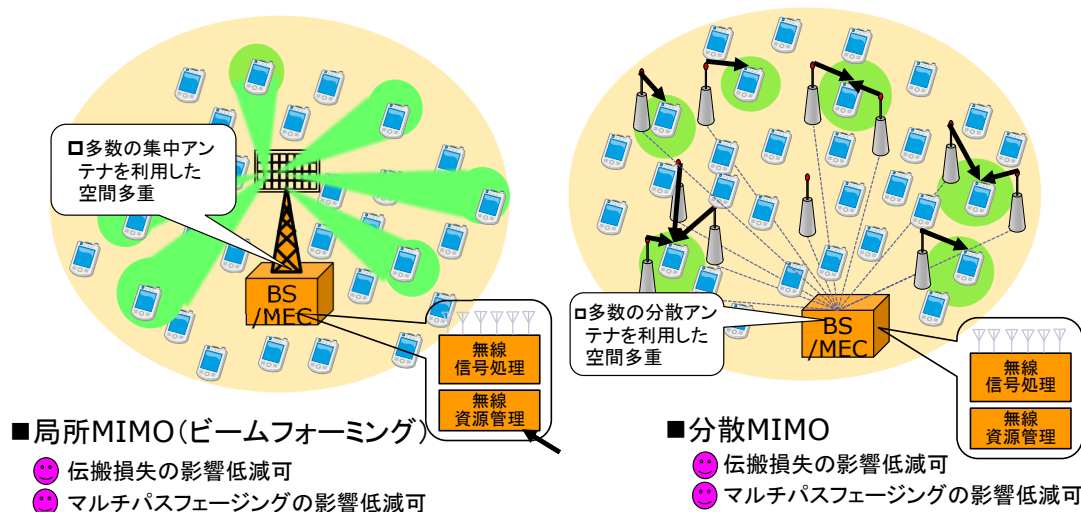 □多数の集中アン
テナを利用した
空間多重
BS
/MEC
無線
信号処理
無線
資源管理
■局所MIMO(ビームフォーミング)
伝搬損失の影響低減可
マルチパスフェージングの影響低減可
□多数の分散アン
テナを利用した
空間多重
BS
/MEC
無線
信号処理
無線
資源管理
■分散MIMO
伝搬損失の影響低減可
マルチパスフェージングの影響低減可